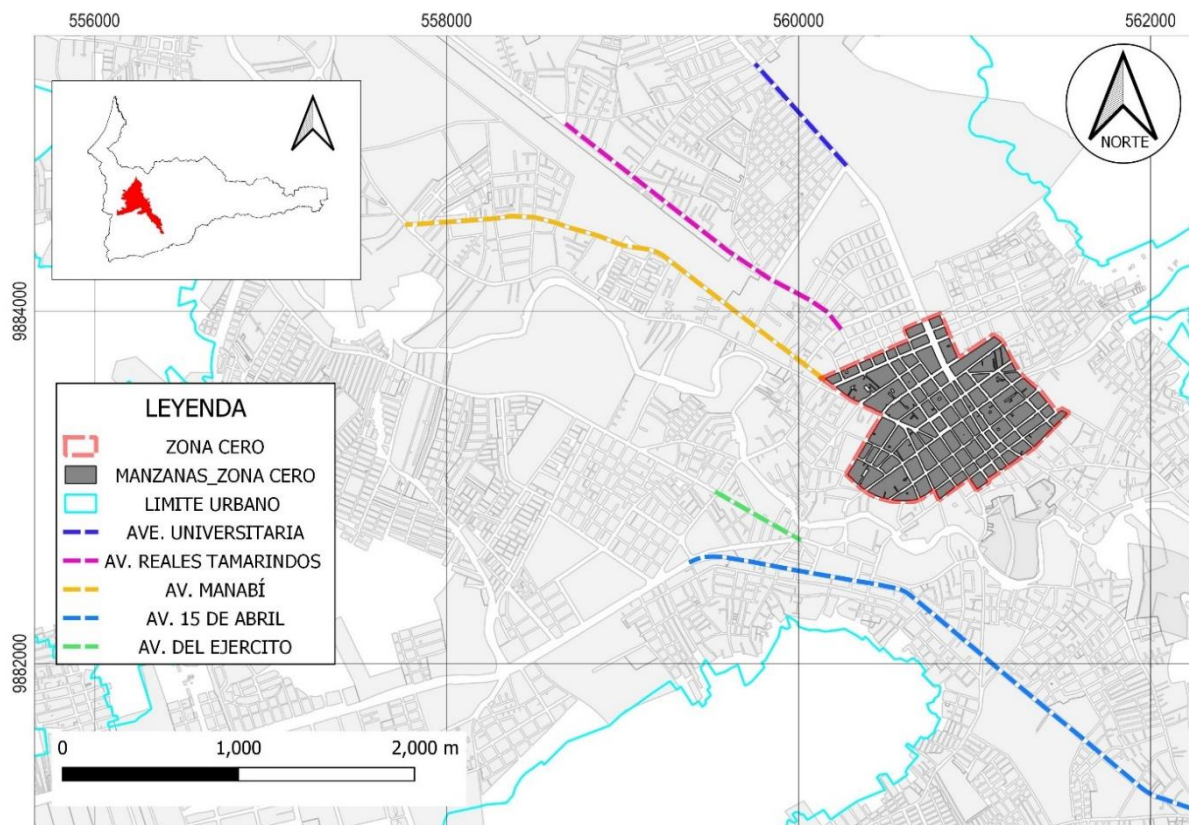 556000
558000
560000
562000
NORTE
9884000
9882000
LEYENDA
ZONA CERO
MANZANAS_ZONA CERO
LIMITE URBANO
AVE. UNIVERSITARIA
AV. REALES TAMARINDOS
AV. MANABÍ
AV. 15 DE ABRIL
AV. DEL EJERCITO
0 1,000 2,000 m